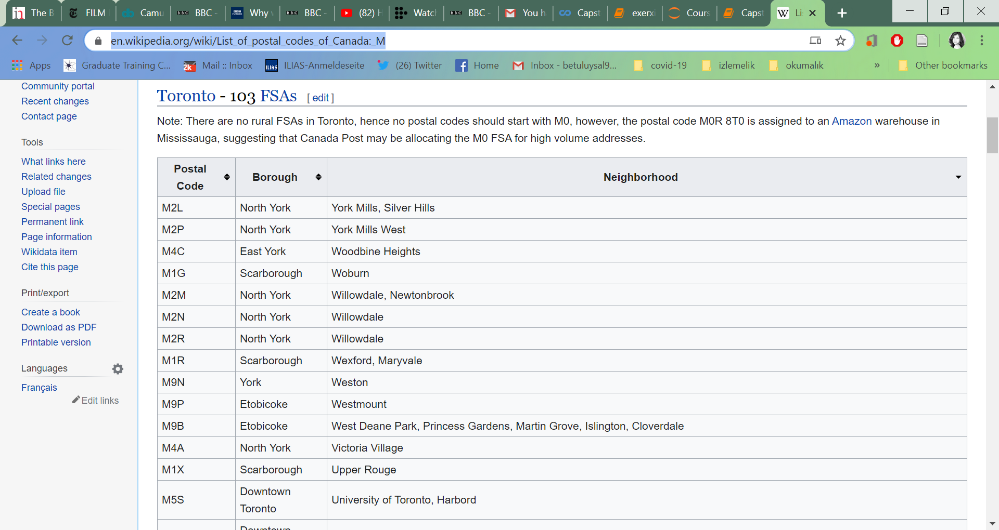 The B
FILM
Camu
BBC -
Why
BBC -
(82) H
Watch
BBC -
You h
Capst
exerx
Cours
Capst
Li
en.wikipedia.org/wiki/List_of_postal_codes_of_Canada:_M
Apps
Graduate Training C...
Mail :: Inbox
ILIAS-Anmeldeseite
(26) Twitter
Home
Inbox - betuluysal9...
covid-19
izlemelik
okumalık
»
Other bookmarks
Community portal
Recent changes
Contact page
Tools
What links here
Related changes
Upload file
Special pages
Permanent link
Page information
Wikidata item
Cite this page
Print/export
Create a book
Download as PDF
Printable version
Languages
Français
Edit links
Toronto - 103 FSAs [ edit ]
Note: There are no rural FSAs in Toronto, hence no postal codes should start with M0, however, the postal code M0R 8T0 is assigned to an Amazon warehouse in
Mississauga, suggesting that Canada Post may be allocating the M0 FSA for high volume addresses.
Postal Code Borough Neighborhood
M2L North York York Mills, Silver Hills
M2P North York York Mills West
M4C East York Woodbine Heights
M1G Scarborough Woburn
M2M North York Willowdale, Newtonbrook
M2N North York Willowdale
M2R North York Willowdale
M1R Scarborough Wexford, Maryvale
M9N York Weston
M9P Etobicoke Westmount
M9B Etobicoke West Deane Park, Princess Gardens, Martin Grove, Islington, Cloverdale
M4A North York Victoria Village
M1X Scarborough Upper Rouge
M5S Downtown Toronto University of Toronto, Harbord
Downtown